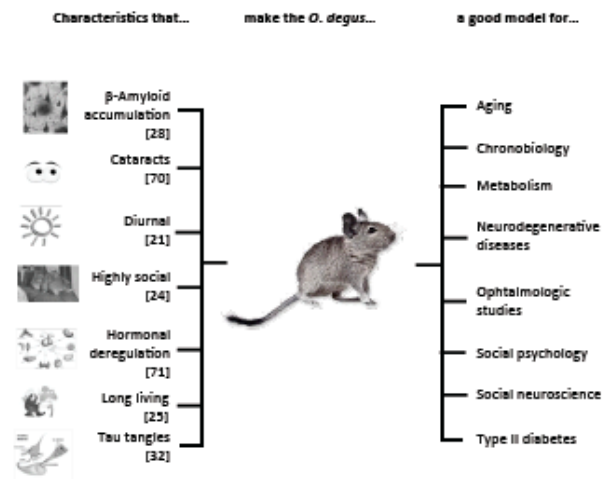 Characteristics that... make the O. degus... a good model for...
β-Amyloid
accumulation
[28]
Cataracts
[70]
Diurnal
[21]
Highly social
[24]
Hormonal
deregulation
[71]
Long living
[25]
Tau tangles
[32]
Aging
Chronobiology
Metabolism
Neurodegenerative
diseases
Ophtalmologic
studies
Social psychology
Social neuroscience
Type II diabetes